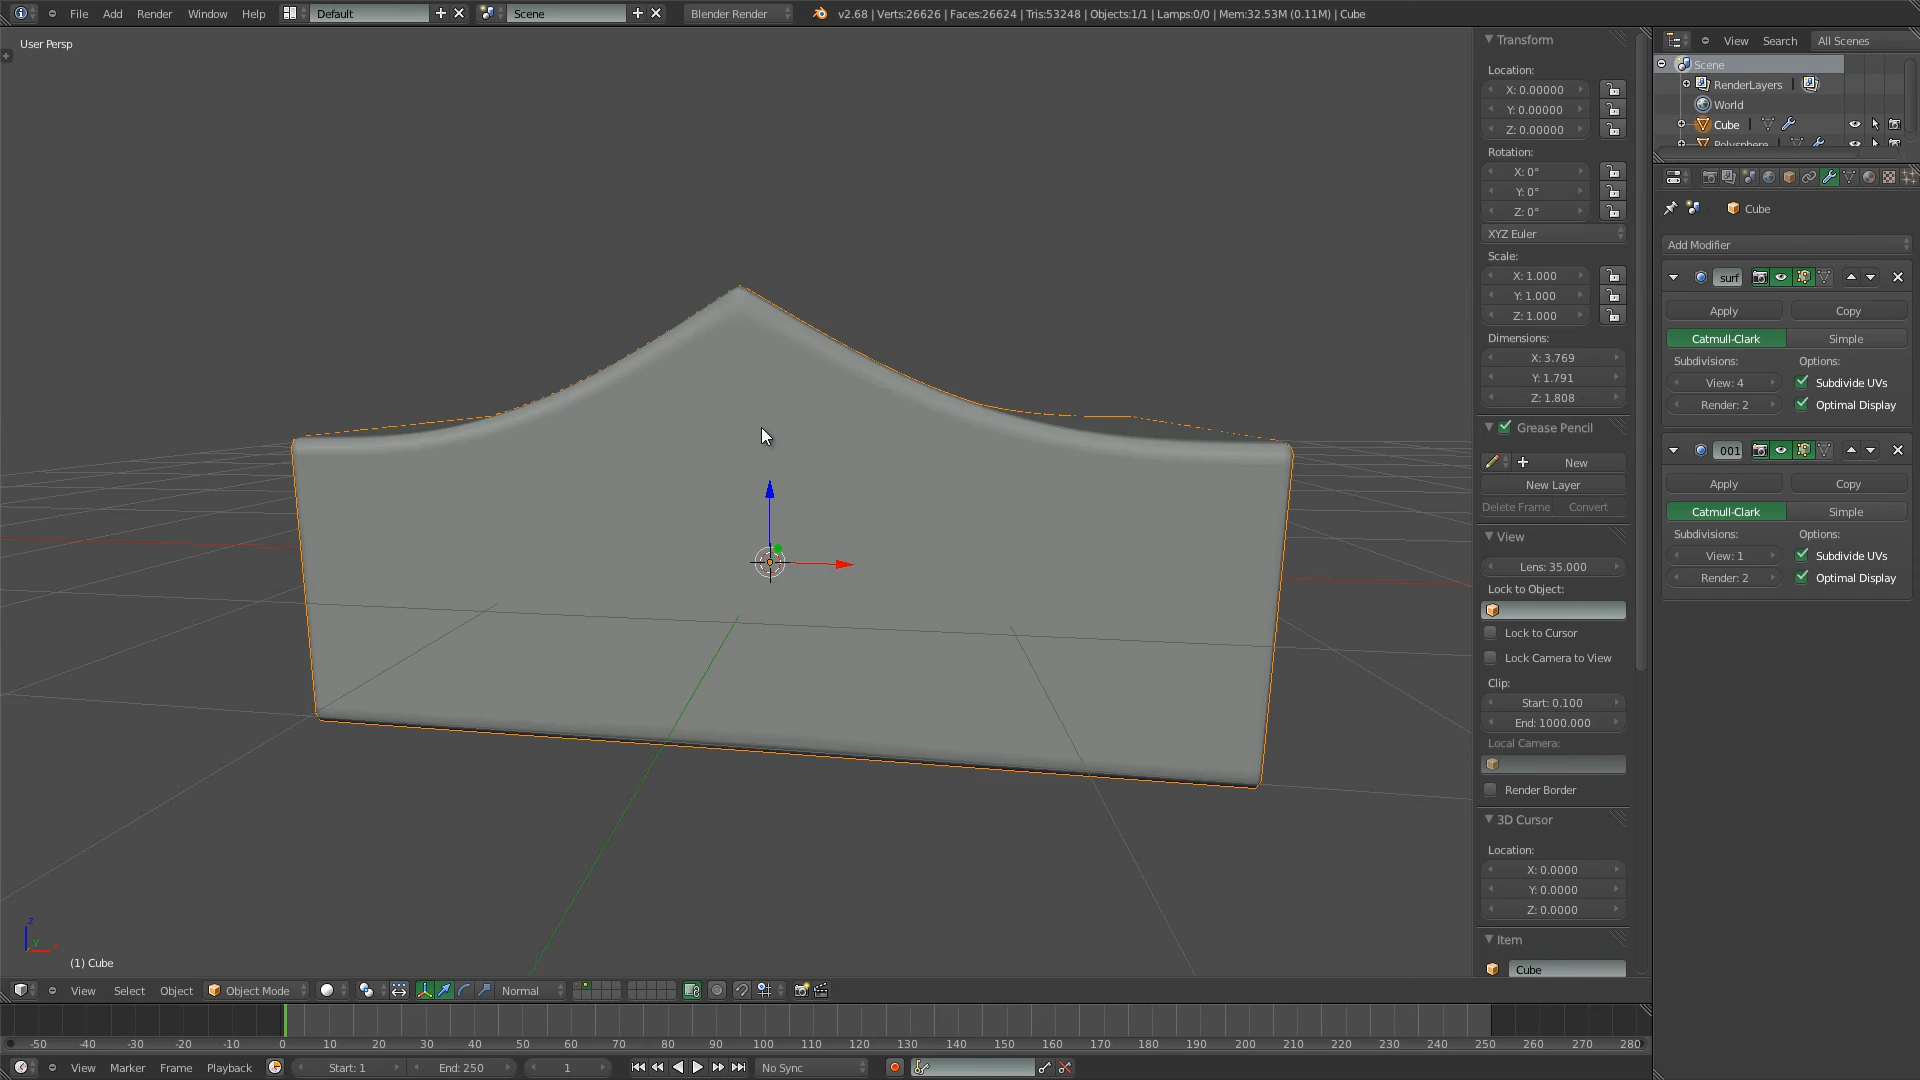 File Add Render Window Help Default Scene Blender Render v2.68 | Verts:26626 | Faces:26624 | Tris:53248 | Objects:1/1 | Lamps:0/0 | Mem:32.53M (0.11M) | Cube
User Persp
Transform
Location:
X: 0.00000
Y: 0.00000
Z: 0.00000
Rotation:
X: 0°
Y: 0°
Z: 0°
XYZ Euler
Scale:
X: 1.000
Y: 1.000
Z: 1.000
Dimensions:
X: 3.769
Y: 1.791
Z: 1.808
Grease Pencil
New
New Layer
Delete Frame Convert
View
Lens: 35.000
Lock to Object:
Lock to Cursor
Lock Camera to View
Clip:
Start: 0.100
End: 1000.000
Local Camera:
Render Border
3D Cursor
Location:
X: 0.0000
Y: 0.0000
Z: 0.0000
Item
Cube
View Search All Scenes
Scene
RenderLayers
World
Cube
Polysphere
Cube
Add Modifier
surf
Apply Copy
Catmull-Clark Simple
Subdivisions: Options:
View: 4 Subdivide UVs
Render: 2 Optimal Display
001
Apply Copy
Catmull-Clark Simple
Subdivisions: Options:
View: 1 Subdivide UVs
Render: 2 Optimal Display
z
y
x
(1) Cube
View Select Object Object Mode Normal
-50 -40 -30 -20 -10 0 10 20 30 40 50 60 70 80 90 100 110 120 130 140 150 160 170 180 190 200 210 220 230 240 250 260 270 280
View Marker Frame Playback Start: 1 End: 250 1 No Sync